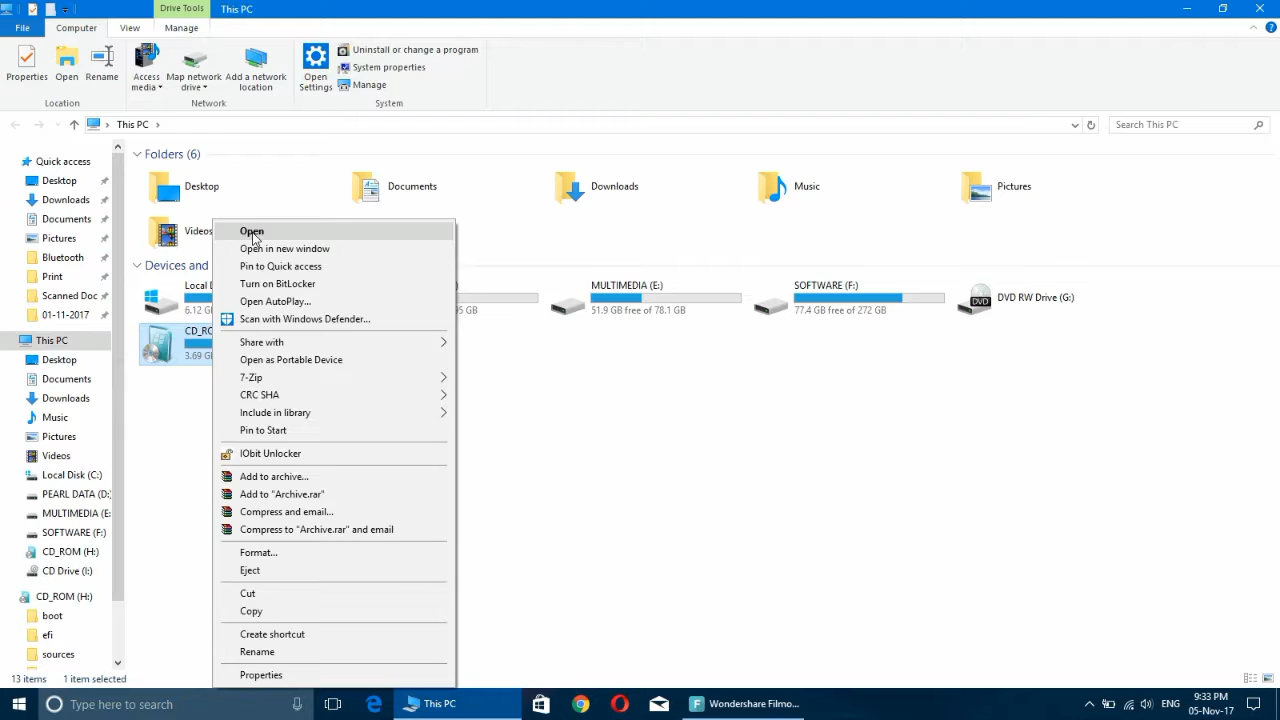 Drive Tools
This PC
File
Computer
View
Manage
Properties
Open
Rename
Access media
Map network drive
Add a network location
Open Settings
Uninstall or change a program
System properties
Manage
Location
Network
System
This PC
Search This PC
Quick access
Desktop
Downloads
Documents
Pictures
Bluetooth
Print
Scanned Doc
01-11-2017
This PC
Desktop
Documents
Downloads
Music
Pictures
Videos
Local Disk (C:)
PEARL DATA (D:)
MULTIMEDIA (E:
SOFTWARE (F:)
CD_ROM (H:)
CD Drive (I:)
CD_ROM (H:)
boot
efi
sources
Folders (6)
Desktop
Documents
Downloads
Music
Pictures
Videos
Devices and
Local D
6.12 G
)
95 GB
MULTIMEDIA (E:)
51.9 GB free of 78.1 GB
SOFTWARE (F:)
77.4 GB free of 272 GB
DVD
DVD RW Drive (G:)
CD_RO
3.69 G
Open
Open in new window
Pin to Quick access
Turn on BitLocker
Open AutoPlay...
Scan with Windows Defender...
Share with
Open as Portable Device
7-Zip
CRC SHA
Include in library
Pin to Start
IObit Unlocker
Add to archive...
Add to "Archive.rar"
Compress and email...
Compress to "Archive.rar" and email
Format...
Eject
Cut
Copy
Create shortcut
Rename
Properties
13 items
1 item selected
Type here to search
This PC
Wondershare Filmo...
ENG
9:33 PM
05-Nov-17